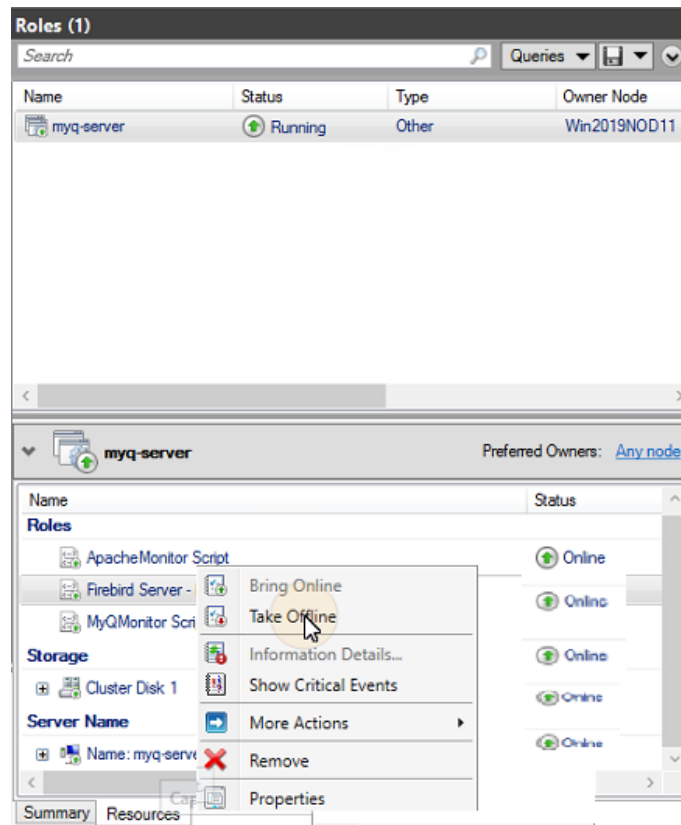 Roles (1)
Search Queries
Name Status Type Owner Node
myq-server Running Other Win2019NOD11
myq-server Preferred Owners: Any node
Name Status
Roles
ApacheMonitor Script Online
Firebird Server - Online
MyQMonitor Scri Online
Storage
Cluster Disk 1 Online
Server Name
Name: myq-serve Online
Bring Online
Take Offline
Information Details...
Show Critical Events
More Actions
Remove
Properties
Summary Resources